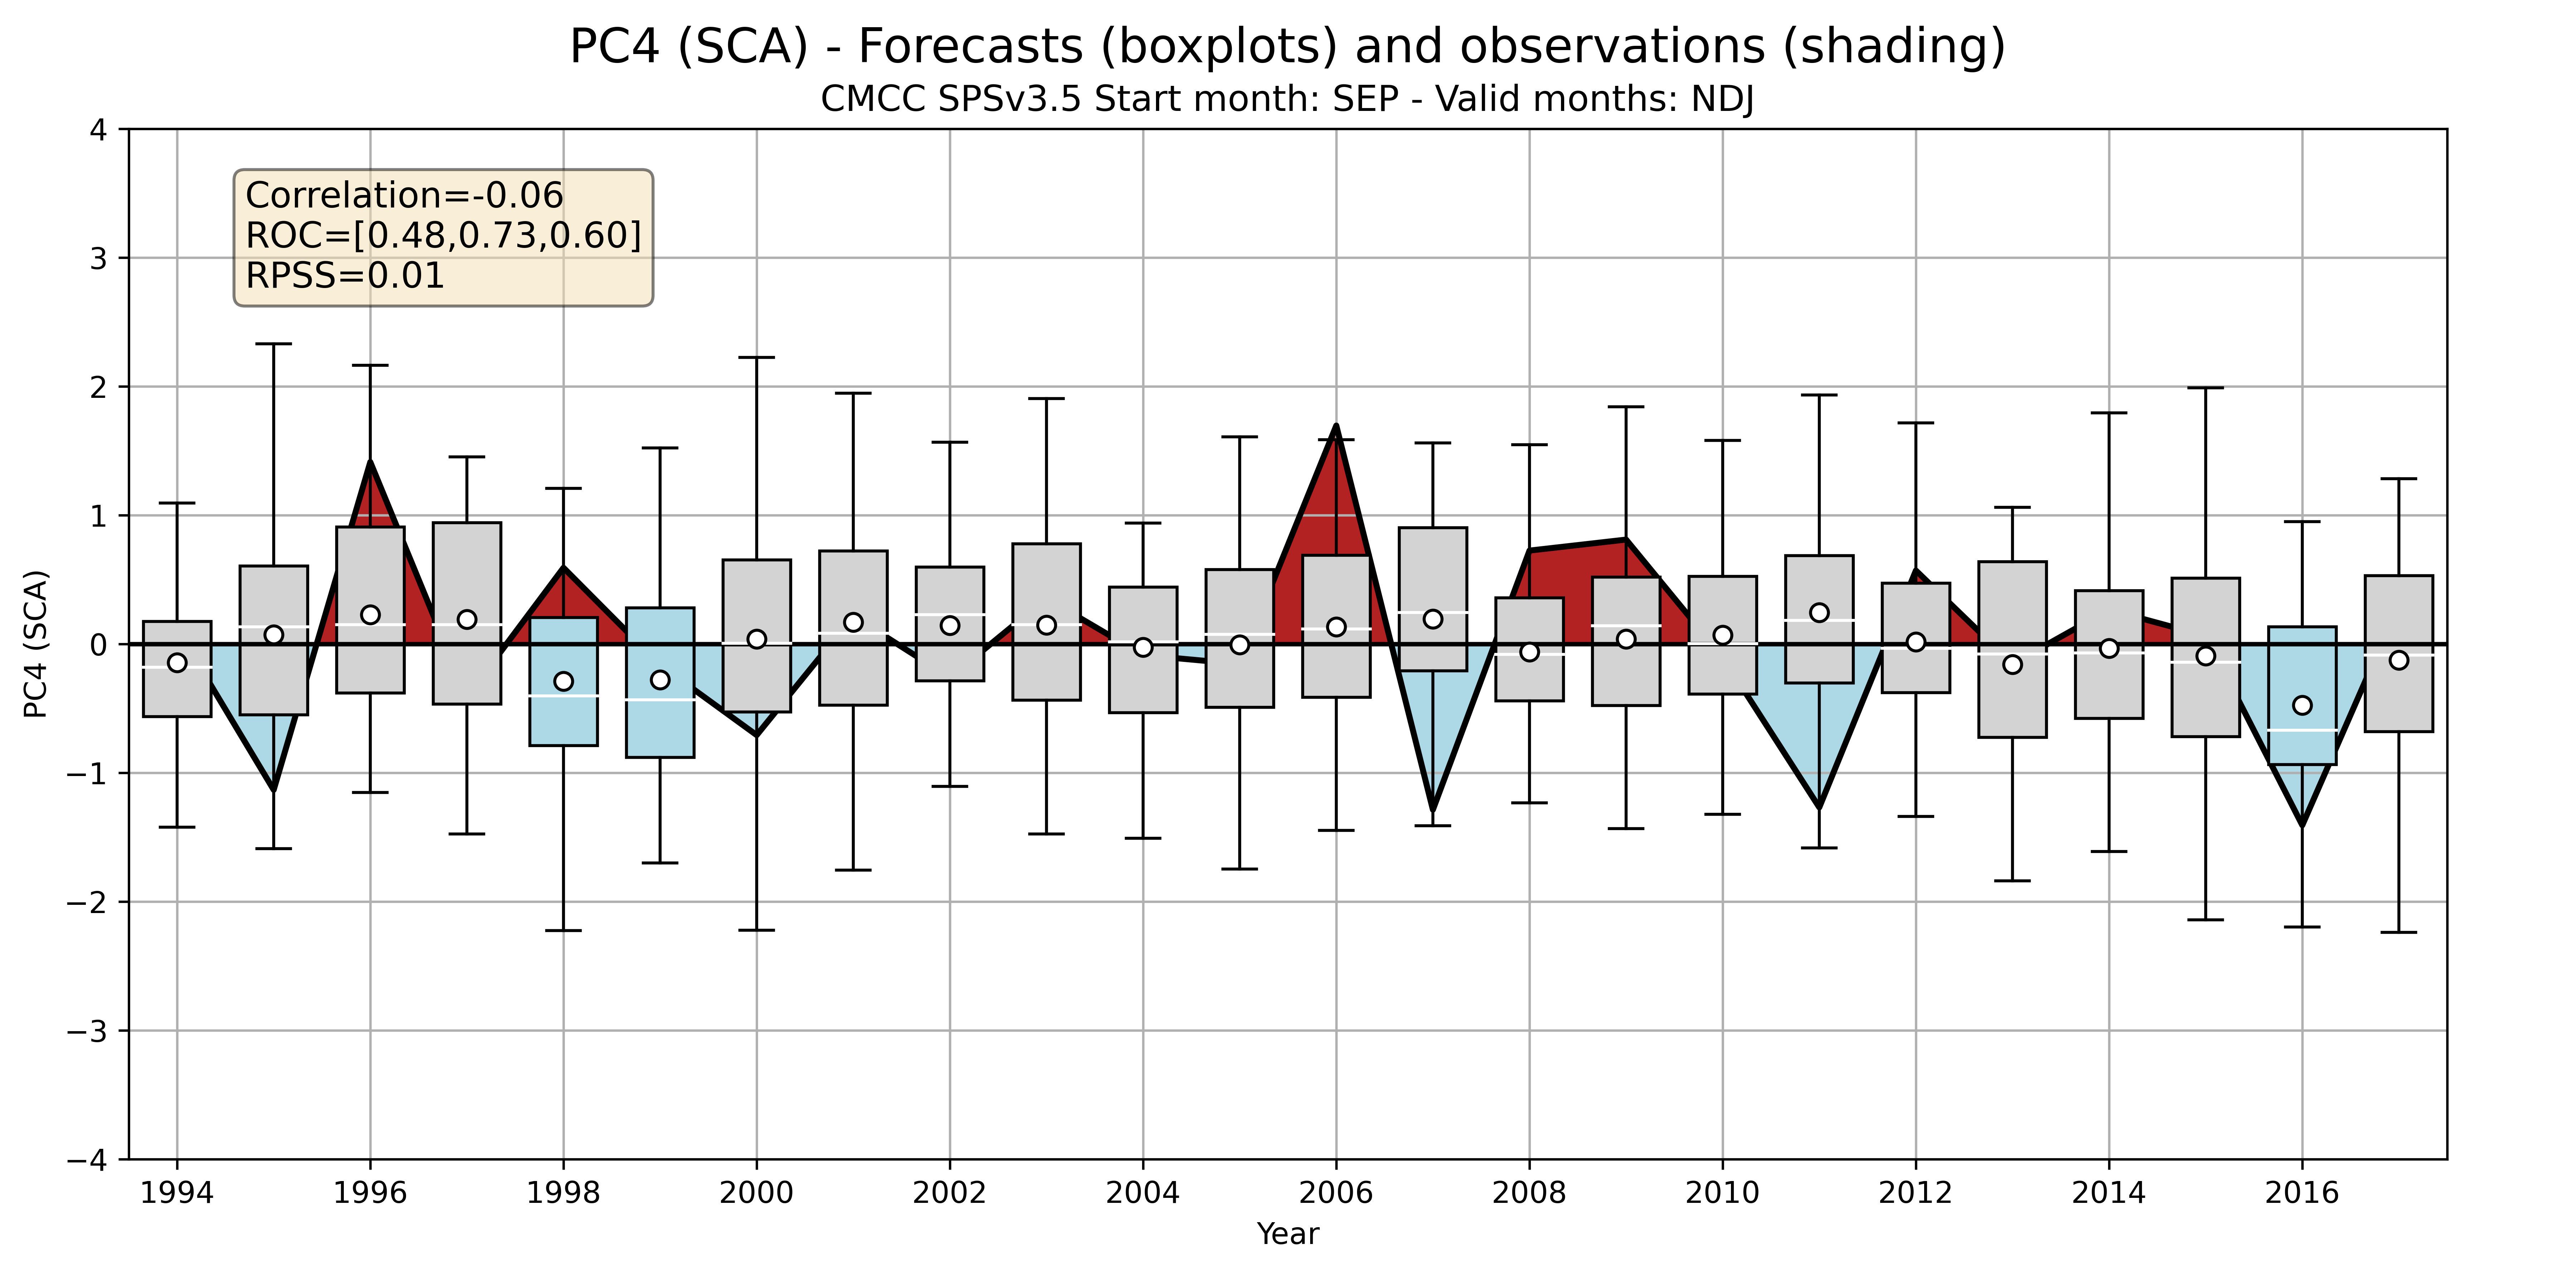 PC4 (SCA) - Forecasts (boxplots) and observations (shading)
CMCC SPSv3.5 Start month: SEP - Valid months: NDJ
Correlation=-0.06
ROC=[0.48,0.73,0.60]
RPSS=0.01
PC4 (SCA)
4
3
2
1
0
−1
−2
−3
−4
1994 1996 1998 2000 2002 2004 2006 2008 2010 2012 2014 2016
Year